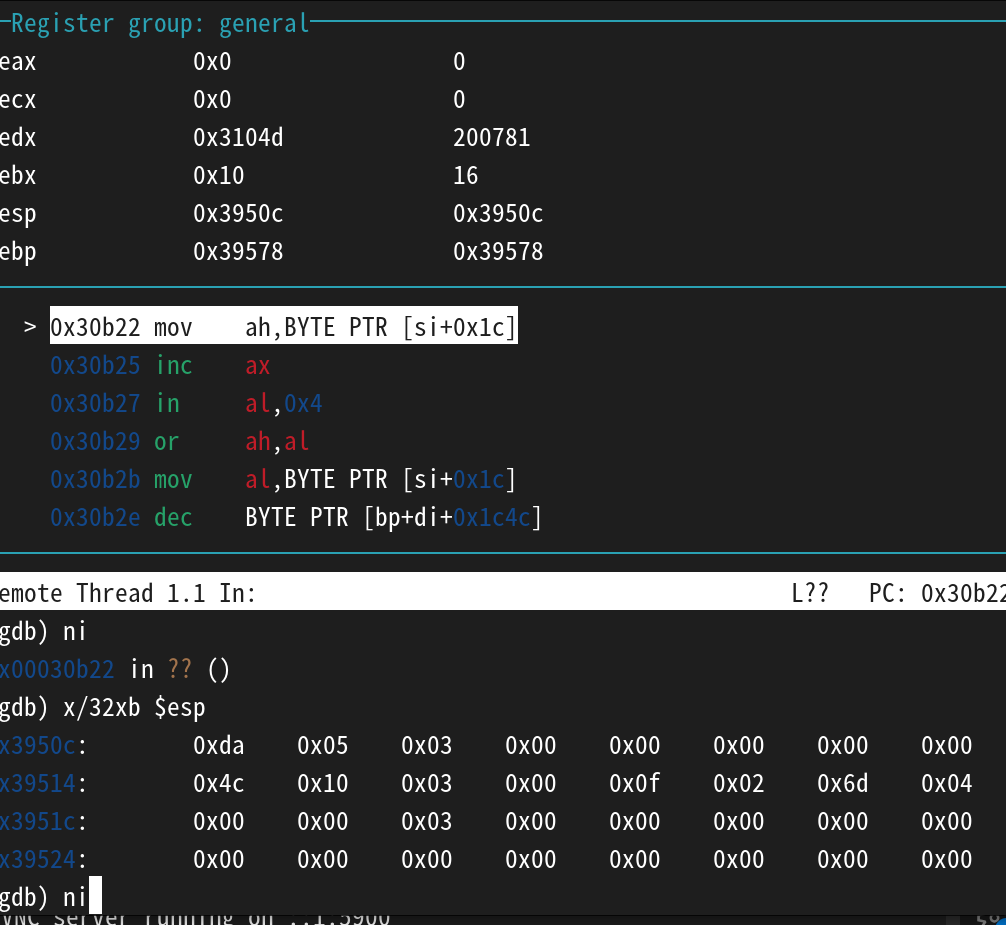 Register group: general
eax 0x0 0
ecx 0x0 0
edx 0x3104d 200781
ebx 0x10 16
esp 0x3950c 0x3950c
ebp 0x39578 0x39578
> 0x30b22 mov ah,BYTE PTR [si+0x1c]
0x30b25 inc ax
0x30b27 in al,0x4
0x30b29 or ah,al
0x30b2b mov al,BYTE PTR [si+0x1c]
0x30b2e dec BYTE PTR [bp+di+0x1c4c]
emote Thread 1.1 In: L?? PC: 0x30b22
gdb) ni
x00030b22 in ?? ()
gdb) x/32xb $esp
x3950c: 0xda 0x05 0x03 0x00 0x00 0x00 0x00 0x00
x39514: 0x4c 0x10 0x03 0x00 0x0f 0x02 0x6d 0x04
x3951c: 0x00 0x00 0x03 0x00 0x00 0x00 0x00 0x00
x39524: 0x00 0x00 0x00 0x00 0x00 0x00 0x00 0x00
gdb) ni
VNC server running on ::1:5900